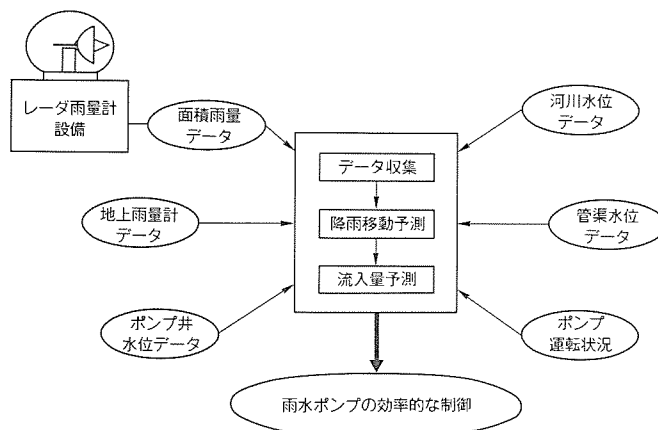 レーダ雨量計
設備
面積雨量
データ
河川水位
データ
データ収集
地上雨量計
データ
降雨移動予測
管渠水位
データ
流入量予測
ポンプ井
水位データ
ポンプ
運転状況
雨水ポンプの効率的な制御